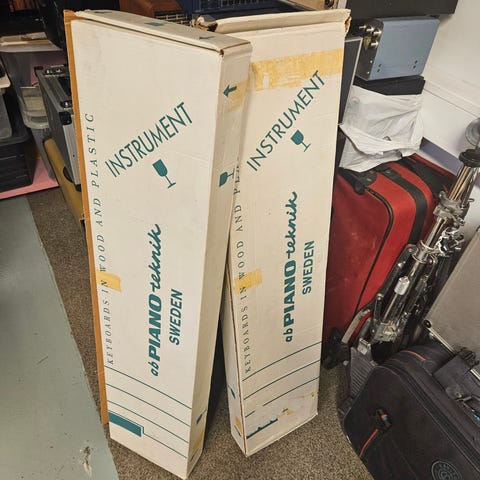 INSTRUMENT
KEYBOARDS IN WOOD AND PLASTIC
ab PIANO teknik
SWEDEN
INSTRUMENT
KEYBOARDS IN WOOD AND
ab PIANO teknik
SWEDEN